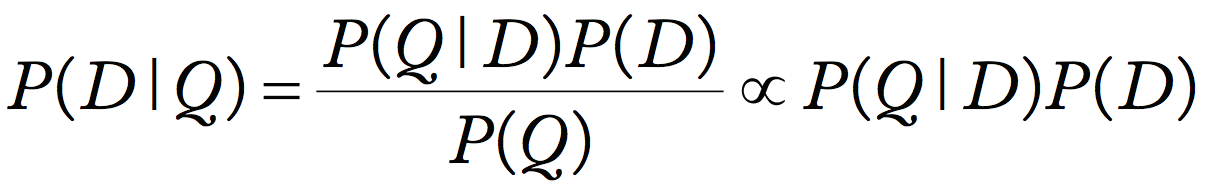 P(D|Q) = P(Q|D)P(D) / P(Q) ∝ P(Q|D)P(D)